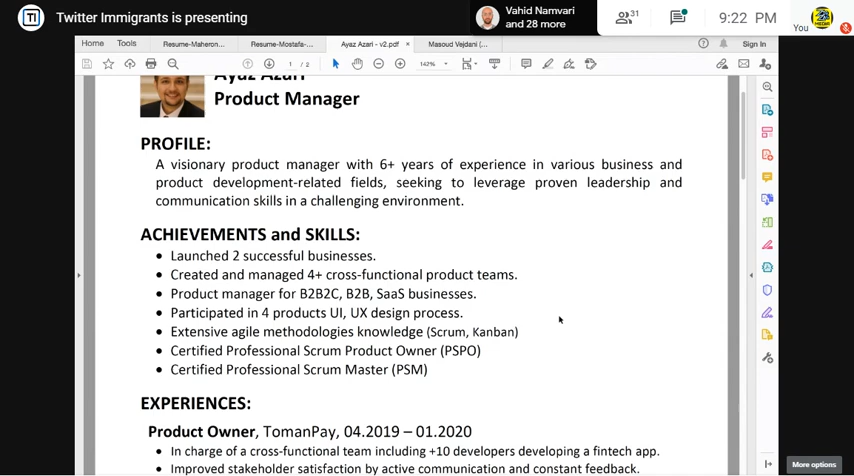 Twitter Immigrants is presenting
Vahid Namvari
and 28 more
31
9:22 PM
You
Home Tools Resume-Maheron... Resume-Mostafa-... Ayaz Azari - v2.pdf × Masoud Vejdani (... Sign In
1 / 2 142%
Ayaz Azari
Product Manager
PROFILE:
A visionary product manager with 6+ years of experience in various business and
product development-related fields, seeking to leverage proven leadership and
communication skills in a challenging environment.
ACHIEVEMENTS and SKILLS:
• Launched 2 successful businesses.
• Created and managed 4+ cross-functional product teams.
• Product manager for B2B2C, B2B, SaaS businesses.
• Participated in 4 products UI, UX design process.
• Extensive agile methodologies knowledge (Scrum, Kanban)
• Certified Professional Scrum Product Owner (PSPO)
• Certified Professional Scrum Master (PSM)
EXPERIENCES:
Product Owner, TomanPay, 04.2019 – 01.2020
• In charge of a cross-functional team including +10 developers developing a fintech app.
• Improved stakeholder satisfaction by active communication and constant feedback.
More options